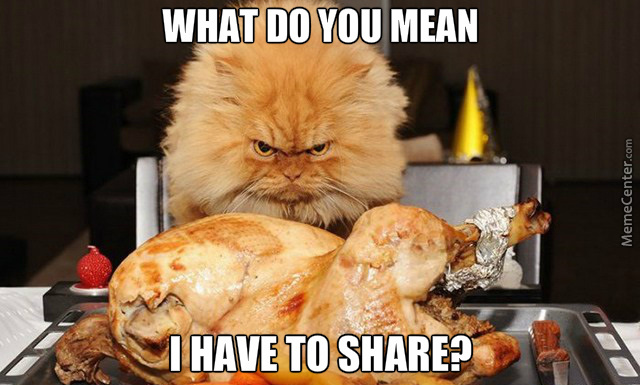 WHAT DO YOU MEAN
I HAVE TO SHARE?
MemeCenter.com